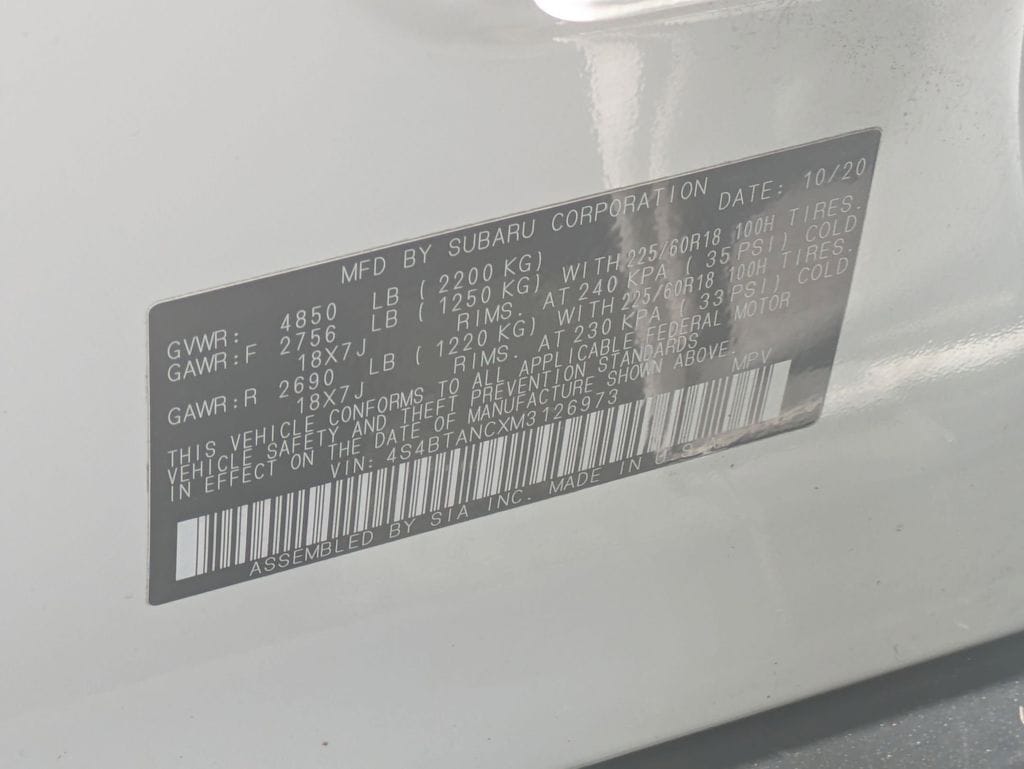 MFD BY SUBARU CORPORATION DATE: 10/20
GVWR: 4850 LB ( 2200 KG)
GAWR:F 2756 LB ( 1250 KG) WITH 225/60R18 100H TIRES.
18X7J RIMS. AT 240 KPA ( 35 PSI) COLD
GAWR:R 2690 LB ( 1220 KG) WITH 225/60R18 100H TIRES.
18X7J RIMS. AT 230 KPA ( 33 PSI) COLD
THIS VEHICLE CONFORMS TO ALL APPLICABLE FEDERAL MOTOR
VEHICLE SAFETY AND THEFT PREVENTION STANDARDS
IN EFFECT ON THE DATE OF MANUFACTURE SHOWN ABOVE.
VIN: 4S4BTANCXM3126973 MPV
ASSEMBLED BY SIA INC. MADE IN U.S.A.